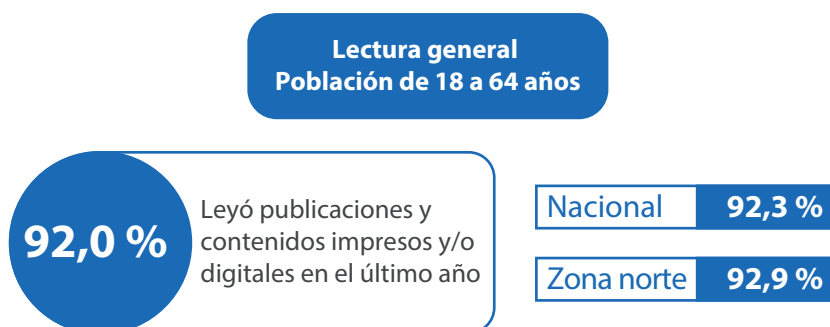 Lectura general
Población de 18 a 64 años
92,0 %
Leyó publicaciones y
contenidos impresos y/o
digitales en el último año
Nacional 92,3 %
Zona norte 92,9 %